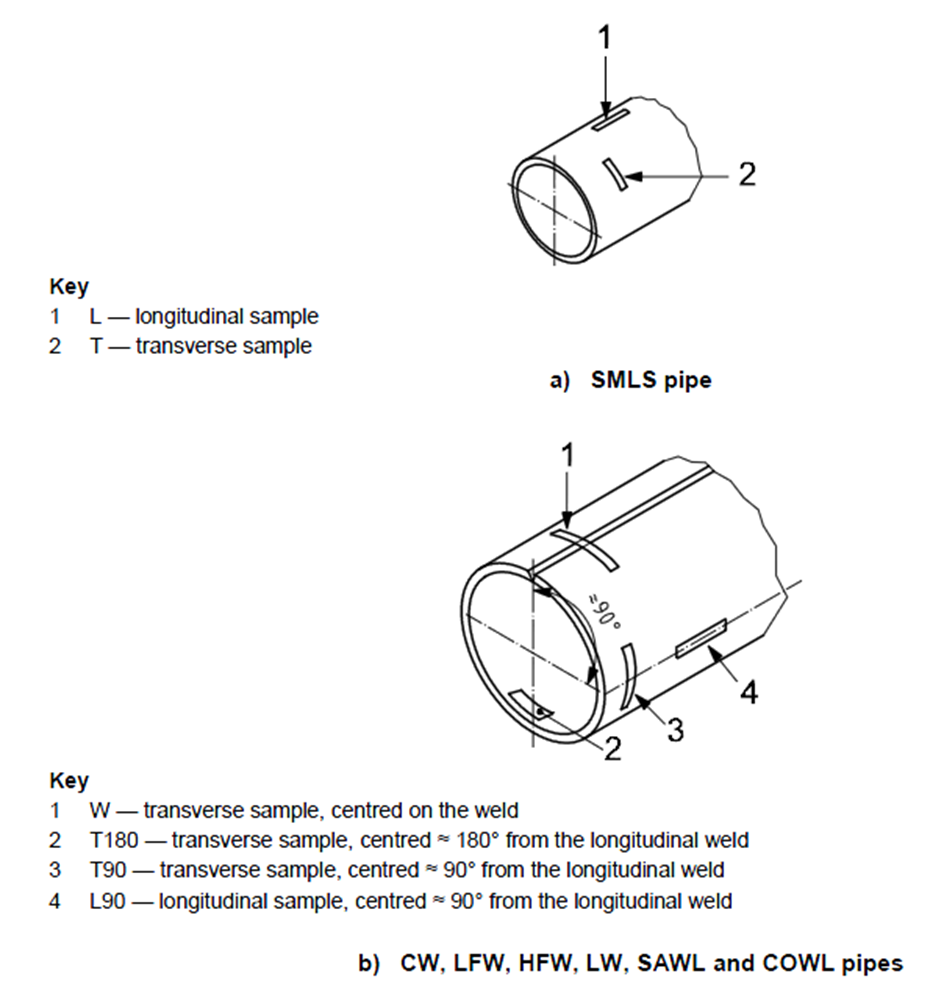 1
2
Key
1 L — longitudinal sample
2 T — transverse sample
a) SMLS pipe
1
≈90°
4
3
2
Key
1 W — transverse sample, centred on the weld
2 T180 — transverse sample, centred ≈ 180° from the longitudinal weld
3 T90 — transverse sample, centred ≈ 90° from the longitudinal weld
4 L90 — longitudinal sample, centred ≈ 90° from the longitudinal weld
b) CW, LFW, HFW, LW, SAWL and COWL pipes